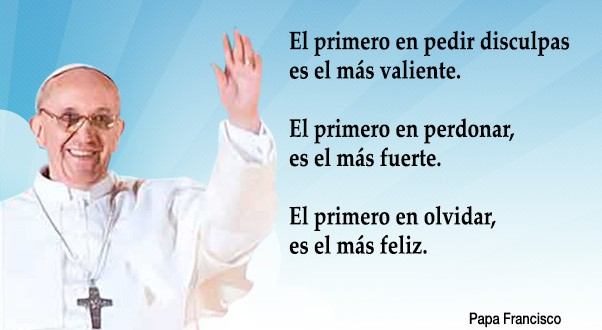 El primero en pedir disculpas
es el más valiente.
El primero en perdonar,
es el más fuerte.
El primero en olvidar,
es el más feliz.
Papa Francisco